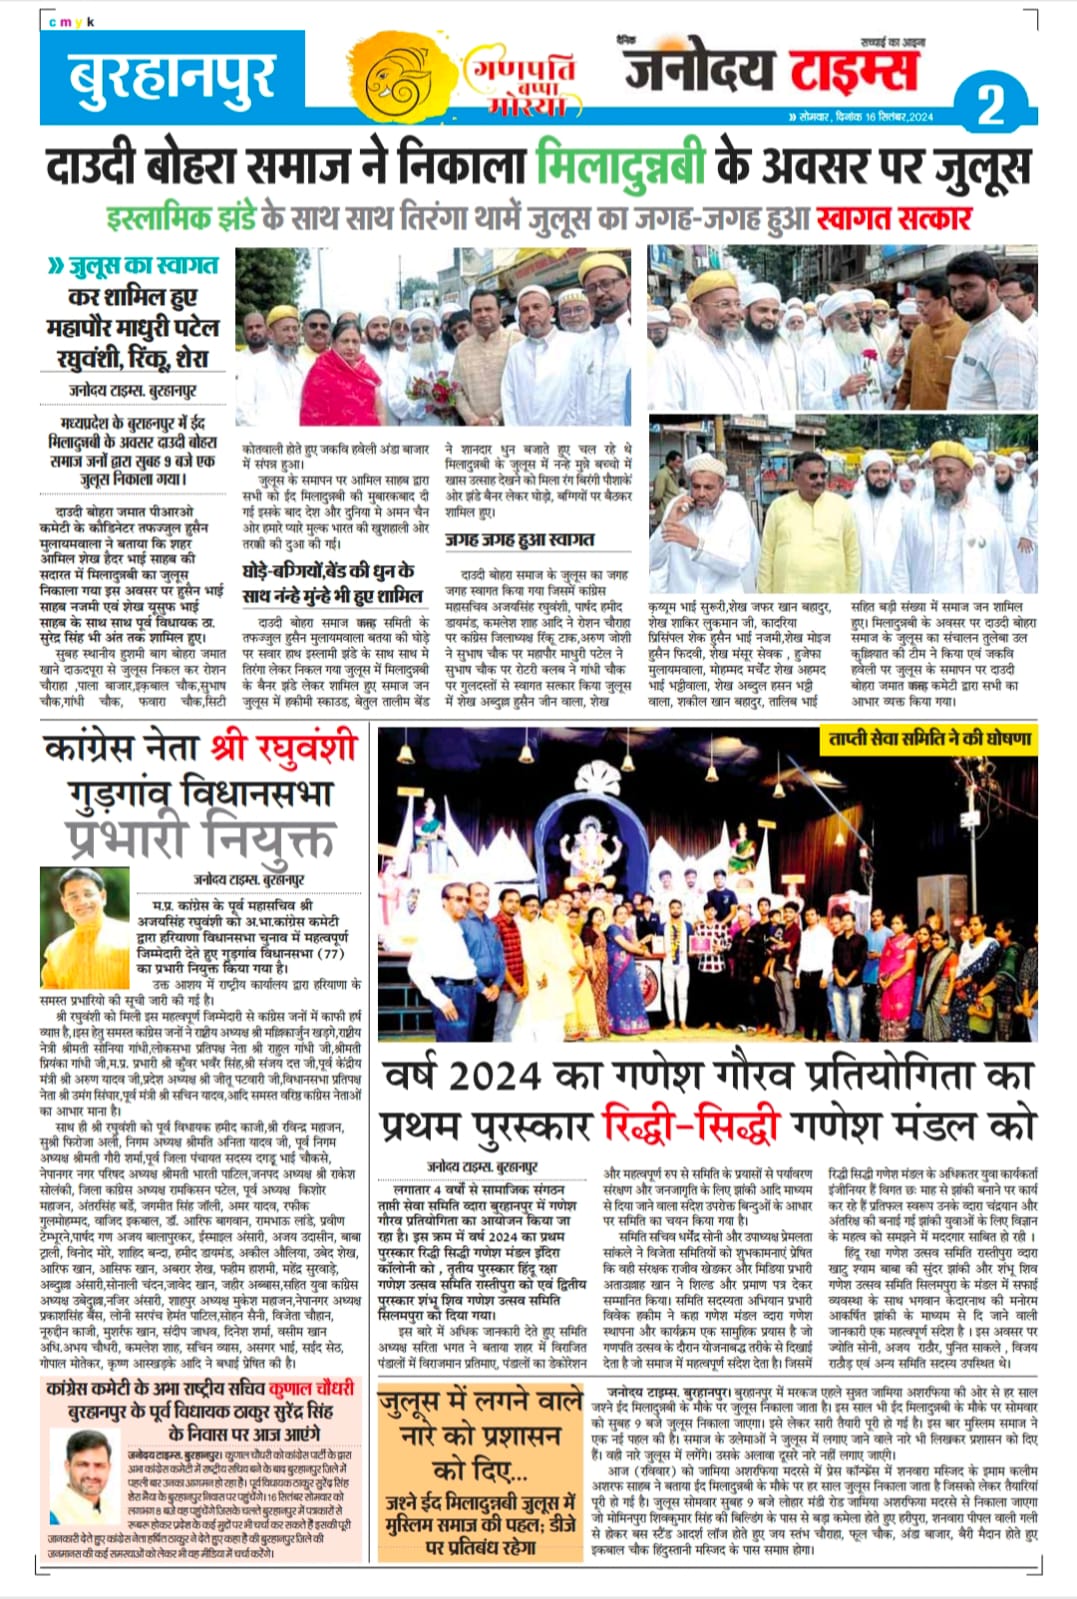 c m y k
बुरहानपुर
गणपति
बप्पा
मोरया
दैनिक
सच्चाई का आइना
जनोदय टाइम्स
» सोमवार, दिनांक 16 सितंबर,2024
2
दाउदी बोहरा समाज ने निकाला मिलादुन्नबी के अवसर पर जुलूस
इस्लामिक झंडे के साथ साथ तिरंगा थामें जुलूस का जगह-जगह हुआ स्वागत सत्कार
» जुलूस का स्वागत
कर शामिल हुए
महापौर माधुरी पटेल
रघुवंशी, रिंकू, शेरा
जनोदय टाइम्स. बुरहानपुर
मध्यप्रदेश के बुराहनपुर में ईद
मिलादुन्नबी के अवसर दाउदी बोहरा
समाज जनों द्वारा सुबह 9 बजे एक
जुलूस निकाला गया।
दाउदी बोहरा जमात पीआरओ
कमेटी के कौडिनेटर तफज्जुल हुसैन
मुलायमवाला ने बताया कि शहर
आमिल शेख हैदर भाई साहब की
सदारत में मिलादुन्नबी का जुलूस
निकाला गया इस अवसर पर हुसैन भाई
साहब नजमी एवं शेख यूसुफ भाई
साहब के साथ साथ पूर्व विधायक ठा.
सुरेंद्र सिंह भी अंत तक शामिल हुए।
सुबह स्थानीय हुशमी बाग बोहरा जमात
खाने दाऊदपुरा से जुलूस निकल कर रोशन
चौराहा ,पाला बाजार,इकबाल चौक,सुभाष
चौक,गांधी चौक, फवारा चौक,सिटी
कोतवाली होते हुए जकवि हवेली अंडा बाजार
में संपन्न हुआ।
जुलूस के समापन पर आमिल साहब द्वारा
सभी को ईद मिलादुन्नबी की मुबारकबाद दी
गई इसके बाद देश और दुनिया मे अमन चैन
ओर हमारे प्यारे मुल्क भारत की खुशहाली ओर
तरक्की की दुआ की गई।
घोड़े-बग्गियों,बेंड की धुन के
साथ नंन्हे मुंन्हे भी हुए शामिल
दाउदी बोहरा समाज समिति के
तफज्जुल हुसैन मुलायमवाला बतया की घोड़े
पर सवार हाथ इस्लामी झंडे के साथ साथ मे
तिरंगा लेकर निकल गया जुलूस में मिलादुन्नबी
के बैनर झंडे लेकर शामिल हुए समाज जन
जुलूस में हकीमी स्काउड, बेतुल तालीम बेंड
ने शानदार धुन बजाते हुए चल रहे थे
मिलादुन्नबी के जुलूस में नन्हे मुन्ने बच्चो में
खास उत्साह देखने को मिला रंग बिरंगी पौशाके
ओर झंडे बैनर लेकर घोड़ो, बग्गियों पर बैठकर
शामिल हुए।
जगह जगह हुआ स्वागत
दाउदी बोहरा समाज के जुलूस का जगह
जगह स्वागत किया गया जिसमें कांग्रेस
महासचिव अजयसिंह रघुवंशी, पार्षद हमीद
डायमंड, कमलेश शाह आदि ने रोशन चौराहा
पर कांग्रेस जिलाध्यक्ष रिंकू टाक,अरुण जोशी
ने सुभाष चौक पर महापौर माधुरी पटेल ने
सुभाष चौक पर रोटरी क्लब ने गांधी चौक
पर गुलदस्तों से स्वागत सत्कार किया जुलूस
में शेख अब्दुल्ला हुसैन जीन वाला, शेख
कय्यूम भाई सुरूरी,शेख जफर खान बहादुर,
शेख शाकिर लुकमान जी, कादरिया
प्रिसिंपल शेक हुसैन भाई नजमी,शेख मोइज
हुसैन फिदवी, शेख मंसूर सेवक , हुजेफा
मुलायमवाला, मोहम्मद मर्चेंट शेख अहमद
भाई भट्टीवाला, शेख अब्दुल हसन भट्टी
वाला, शकील खान बहादुर, तालिब भाई
सहित बड़ी संख्या में समाज जन शामिल
हुए। मिलादुन्नबी के अवसर पर दाउदी बोहरा
समाज के जुलूस का संचालन तुलेबा उल
कुल्लियात की टीम ने किया एवं जकवि
हवेली पर जुलूस के समापन पर दाउदी
बोहरा जमात कमेटी द्वारा सभी का
आभार व्यक्त किया गया।
कांग्रेस नेता श्री रघुवंशी
गुड़गांव विधानसभा
प्रभारी नियुक्त
जनोदय टाइम्स. बुरहानपुर
म.प्र. कांग्रेस के पूर्व महासचिव श्री
अजयसिंह रघुवंशी को अ.भा.कांग्रेस कमेटी
द्वारा हरियाणा विधानसभा चुनाव में महत्वपूर्ण
जिम्मेदारी देते हुए गुड़गांव विधानसभा (77)
का प्रभारी नियुक्त किया गया है।
उक्त आशय में राष्ट्रीय कार्यालय द्वारा हरियाणा के
समस्त प्रभारियो की सूची जारी की गई है।
श्री रघुवंशी को मिली इस महत्वपूर्ण जिम्मेदारी से कांग्रेस जनों में काफी हर्ष
व्याप्त है,।इस हेतु समस्त कांग्रेस जनों ने राष्ट्रीय अध्यक्ष श्री मल्लिकार्जुन खड़गे,राष्ट्रीय
नेत्री श्रीमती सोनिया गांधी,लोकसभा प्रतिपक्ष नेता श्री राहुल गांधी जी,श्रीमती
प्रियंका गांधी जी,म.प्र. प्रभारी श्री कुँवर भवँर सिंह,श्री संजय दत्त जी,पूर्व केंद्रीय
मंत्री श्री अरुण यादव जी,प्रदेश अध्यक्ष श्री जीतू पटवारी जी,विधानसभा प्रतिपक्ष
नेता श्री उमंग सिंघार,पूर्व मंत्री श्री सचिन यादव,आदि समस्त वरिष्ठ कांग्रेस नेताओं
का आभार माना है।
साथ ही श्री रघुवंशी को पूर्व विधायक हमीद काजी,श्री रविन्द्र महाजन,
सुश्री फिरोजा अली, निगम अध्यक्ष श्रीमति अनिता यादव जी, पूर्व निगम
अध्यक्ष श्रीमती गौरी शर्मा,पूर्व जिला पंचायत सदस्य दगडू भाई चौकसे,
नेपानगर नगर परिषद अध्यक्ष श्रीमती भारती पाटिल,जनपद अध्यक्ष श्री राकेश
सोलंकी, जिला कांग्रेस अध्यक्ष रामकिसन पटेल, पूर्व अध्यक्ष किशोर
महाजन, अंतरसिंह बर्डे, जगमीत सिंह जॉली, अमर यादव, रफीक
गुलमोहम्मद, वाजिद इकबाल, डॉ. आरिफ बागवान, रामभाऊ लांडे, प्रवीण
टेम्भूरने,पार्षद गण अजय बालापुरकर, ईस्माइल अंसारी, अजय उदासीन, बाबा
ट्राली, विनोद मोरे, शाहिद बन्दा, हमीद डायमंड, अकील औलिया, उबेद शेख,
आरिफ खान, आसिफ खान, अबरार शेख, फहीम हाशमी, महेंद्र सुरवाड़े,
अब्दुल्ला अंसारी,सोनाली चंदन,जावेद खान, जहीर अब्बास,सहित युवा कांग्रेस
अध्यक्ष उबेदुल्ला,नजिर अंसारी, शाहपुर अध्यक्ष मुकेश महाजन,नेपानगर अध्यक्ष
प्रकाशसिंह बैंस, लोनी सरपंच हेमंत पाटिल,सोहन सैनी, विजेता चौहान,
नूरुद्दीन काजी, मुशर्रफ खान, संदीप जाधव, दिनेश शर्मा, वसीम खान
अधि.अभय चौधरी, कमलेश शाह, सचिन व्यास, असगर भाई, सईद सेठ,
गोपाल मोतेकर, कृष्ण आस्खड़के आदि ने बधाई प्रेषित की है।
कांग्रेस कमेटी के अभा राष्ट्रीय सचिव कुणाल चौधरी
बुरहानपुर के पूर्व विधायक ठाकुर सुरेंद्र सिंह
के निवास पर आज आएंगे
जनोदय टाइम्स. बुरहानपुर। कुणाल चौधरी को कांग्रेस पार्टी के द्वारा
अभा कांग्रेस कमेटी में राष्ट्रीय सचिव बने के बाद बुरहानपुर जिले में
पहली बार उनका आगमन हो रहा है। पूर्व विधायक ठाकुर सुरेंद्र सिंह
शेरा भैया के बुरहानपुर निवास पर पहुंचेंगे। 16 सितंबर सोमवार को
लगभग 8 बजे वह पहुंचेंगे जिसके चलते बुरहानपुर में पत्रकारों से
रूबरू होकर प्रदेश के कई मुद्दों पर भी चर्चा कर सकते हैं इसकी पूरी
जानकारी देते हुए कांग्रेस नेता हर्षित ठाकुर ने देते हुए कहा है की बुरहानपुर जिले की
जनमानस की कई समस्याओं को लेकर भी वह मीडिया में चर्चा करेंगे।
ताप्ती सेवा समिति ने की घोषणा
वर्ष 2024 का गणेश गौरव प्रतियोगिता का
प्रथम पुरस्कार रिद्धी-सिद्धी गणेश मंडल को
जनोदय टाइम्स. बुरहानपुर
लगातार 4 वर्षों से सामाजिक संगठन
ताप्ती सेवा समिति व्दारा बुरहानपुर में गणेश
गौरव प्रतियोगिता का आयोजन किया जा
रहा है। इस क्रम में वर्ष 2024 का प्रथम
पुरस्कार रिद्धि सिद्धि गणेश मंडल इंदिरा
कॉलोनी को , तृतीय पुरस्कार हिंदू रक्षा
गणेश उत्सव समिति रास्तीपुरा को एवं द्वितीय
पुरस्कार शंभू शिव गणेश उत्सव समिति
सिलमपुरा को दिया गया।
इस बारे में अधिक जानकारी देते हुए समिति
अध्यक्ष सरिता भगत ने बताया शहर में विराजित
पंडालों में विराजमान प्रतिमाए, पंडालों का डेकोरेशन
और महत्वपूर्ण रुप से समिति के प्रयासों से पर्यावरण
संरक्षण और जनजागृति के लिए झांकी आदि माध्यम
से दिया जाने वाला संदेश उपरोक्त बिन्दुओं के आधार
पर समिति का चयन किया गया है।
समिति सचिव धर्मेंद्र सोनी और उपाध्यक्ष प्रेमलता
सांकले ने विजेता समितियों को शुभकामनाएं प्रेषित
कि वही संरक्षक राजीव खेडकर और मिडिया प्रभारी
अताउल्लाह खान ने शिल्ड और प्रमाण पत्र देकर
सम्मानित किया। समिति सदस्यता अभियान प्रभारी
विवेक हकीम ने कहा गणेश मंडल व्दारा गणेश
स्थापना और कार्यक्रम एक सामुहिक प्रयास है जो
गणपति उत्सव के दौरान योजनाबद्ध तरीके से दिखाई
देता है जो समाज में महत्वपूर्ण संदेश देता है। जिसमें
रिद्धि सिद्धि गणेश मंडल के अधिकतर युवा कार्यकर्ता
इंजीनियर हैं विगत छः माह से झांकी बनाने पर कार्य
कर रहे हैं प्रतिफल स्वरूप उनके व्दारा चंद्रयान और
अंतरिक्ष की बनाई गई झांकी युवाओं के लिए विज्ञान
के महत्व को समझने में मददगार साबित हो रही ।
हिंदू रक्षा गणेश उत्सव समिति रास्तीपुरा व्दारा
खाटु श्याम बाबा की सुंदर झांकी और शंभू शिव
गणेश उत्सव समिति सिलमपुरा के मंडल में सफाई
व्यवस्था के साथ भगवान केदारनाथ की मनोरम
आकर्षित झाँकी के माध्यम से दि जाने वाली
जानकारी एक महत्वपूर्ण संदेश है । इस अवसर पर
ज्योति सोनी, अजय राठौर, पुनित साकले , विजय
राठौड़ एवं अन्य समिति सदस्य उपस्थित थे।
जुलूस में लगने वाले
नारे को प्रशासन
को दिए...
जश्ने ईद मिलादुन्नबी जुलूस में
मुस्लिम समाज की पहल; डीजे
पर प्रतिबंध रहेगा
जनोदय टाइम्स. बुरहानपुर। बुरहानपुर में मरकज एहले सुन्नत जामिया अशरफिया की ओर से हर साल
जश्ने ईद मिलादुन्नबी के मौके पर जुलूस निकाला जाता है। इस साल भी ईद मिलादुन्नबी के मौके पर सोमवार
को सुबह 9 बजे जुलूस निकाला जाएगा। इसे लेकर सारी तैयारी पूरी हो गई है। इस बार मुस्लिम समाज ने
एक नई पहल की है। समाज के उलेमाओं ने जुलूस में लगाए जाने वाले नारे भी लिखकर प्रशासन को दिए
हैं। वही नारे जुलूस में लगेंगे। उसके अलावा दूसरे नारे नहीं लगाए जाएंगे।
आज (रविवार) को जामिया अशरफिया मदरसे में प्रेस कॉन्फ्रेंस में शनवारा मस्जिद के इमाम कलीम
अशरफ साहब ने बताया ईद मिलादुन्नबी के मौके पर हर साल जुलूस निकाला जाता है जिसको लेकर तैयारियां
पूरी हो गई है। जुलूस सोमवार सुबह 9 बजे लोहार मंडी रोड जामिया अशरफिया मदरसे से निकाला जाएगा
जो मोमिनपुरा शिवकुमार सिंह की बिल्डिंग के पास से बड़ा कमेला होते हुए हरीपुरा, शनवारा पीपल वाली गली
से होकर बस स्टैंड आदर्श लॉज होते हुए जय स्तंभ चौराहा, फूल चौक, अंडा बाजार, बैरी मैदान होते हुए
इकबाल चौक हिंदुस्तानी मस्जिद के पास समाप्त होगा।